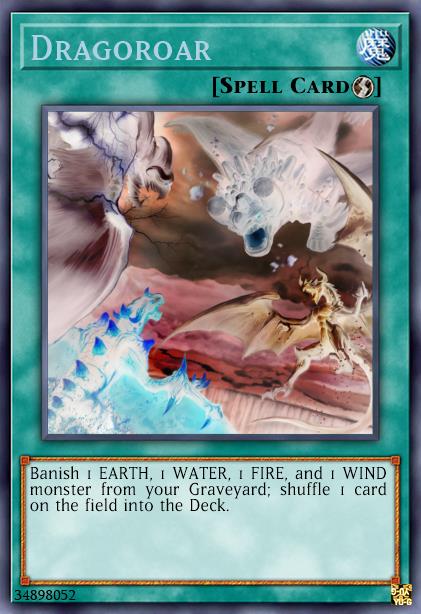 Dragoroar
[Spell Card]
Banish 1 EARTH, 1 WATER, 1 FIRE, and 1 WIND
monster from your Graveyard; shuffle 1 card
on the field into the Deck.
34898052